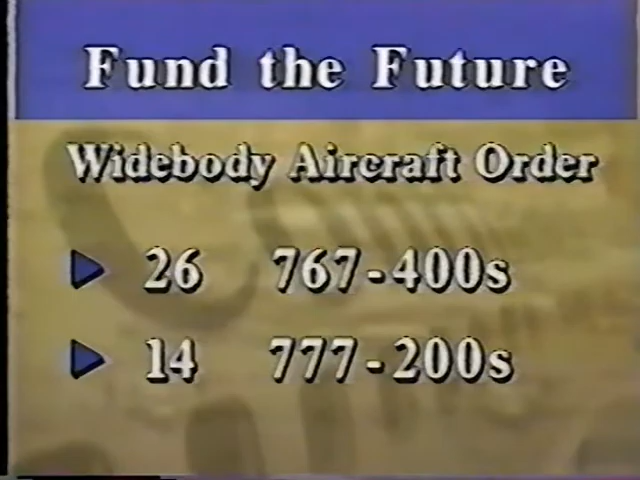 Fund the Future
Widebody Aircraft Order
26 767-400s
14 777-200s